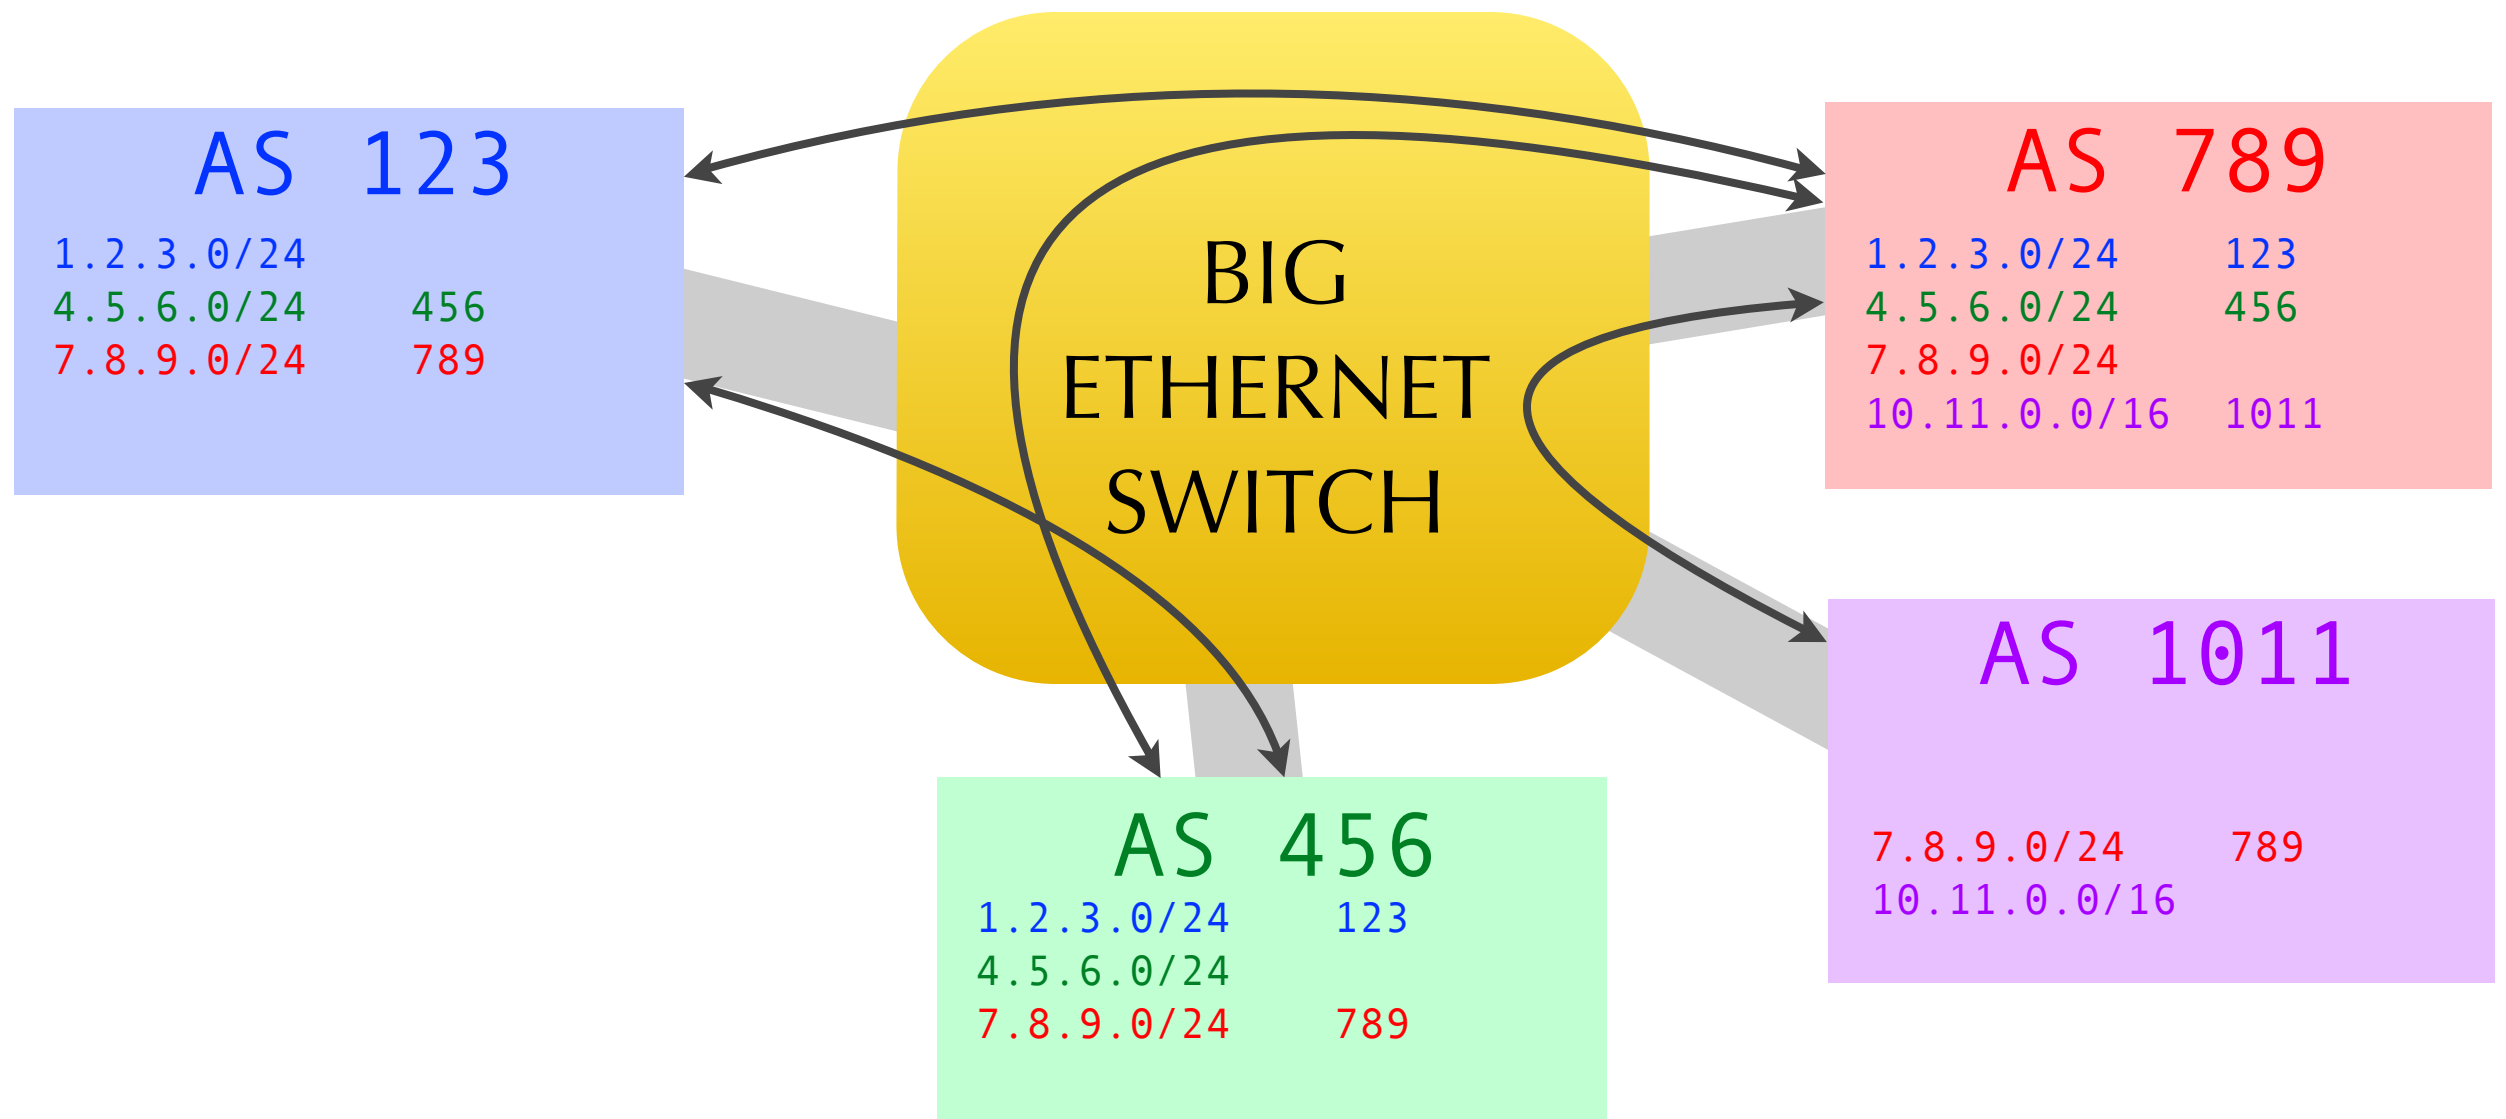 AS 123
1.2.3.0/24
4.5.6.0/24 456
7.8.9.0/24 789
BIG
ETHERNET
SWITCH
AS 789
1.2.3.0/24 123
4.5.6.0/24 456
7.8.9.0/24
10.11.0.0/16 1011
AS 456
1.2.3.0/24 123
4.5.6.0/24
7.8.9.0/24 789
AS 1011
7.8.9.0/24 789
10.11.0.0/16